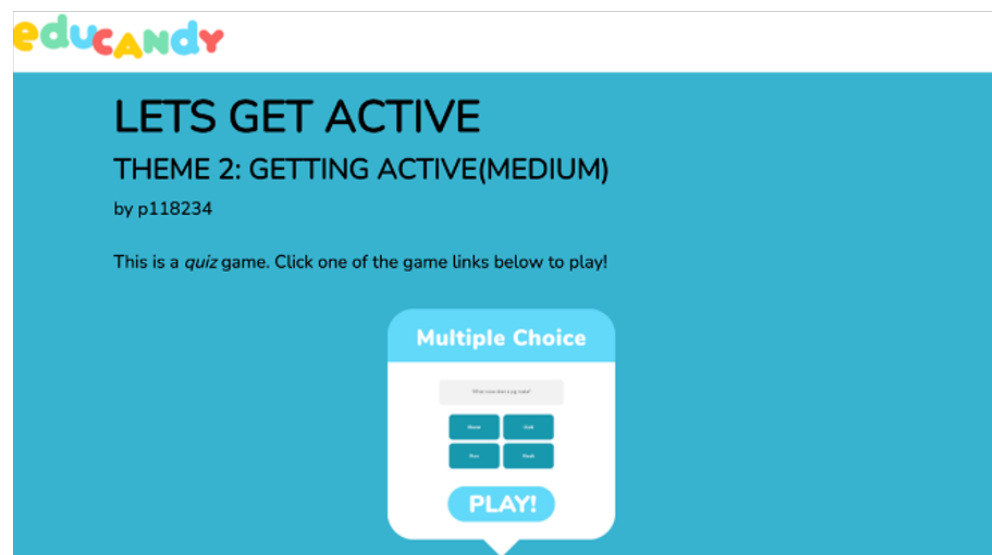 eduCANdY
LETS GET ACTIVE
THEME 2: GETTING ACTIVE(MEDIUM)
by p118234
This is a quiz game. Click one of the game links below to play!
Multiple Choice
PLAY!